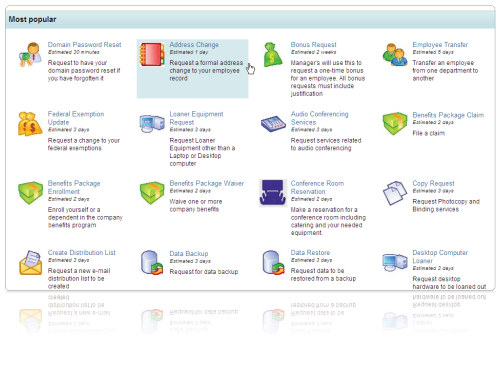 Most popular
Domain Password Reset
Estimated 30 minutes
Request to have your
domain password reset if
you have forgotten it
Address Change
Estimated 1 day
Request a formal address
change to your employee
record
Bonus Request
Estimated 2 weeks
Manager's will use this to
request a one-time bonus
for an employee. All bonus
requests must include
justification
Employee Transfer
Estimated 5 days
Transfer an employee
from one department to
another
Federal Exemption
Update
Estimated 3 days
Request a change to your
federal exemptions
Loaner Equipment
Request
Estimated 3 days
Request Loaner
Equipment other than a
Laptop or Desktop
computer
Audio Conferencing
Services
Estimated 3 days
Request services related
to audio conferencing
Benefits Package Claim
Estimated 2 days
File a claim
Benefits Package
Enrollment
Estimated 2 days
Enroll yourself or a
dependent in the company
benefits program
Benefits Package Waiver
Estimated 2 days
Waive one or more
company benefits
Conference Room
Reservation
Estimated 2 days
Make a reservation for a
conference room including
catering and your needed
equipment.
Copy Request
Estimated 3 days
Request Photocopy and
Binding services
Create Distribution List
Estimated 3 days
Request a new e-mail
distribution list to be
created
Data Backup
Estimated 3 days
Request for data backup
Data Restore
Estimated 3 days
Request data to be
restored from a backup
Desktop Computer
Loaner
Estimated 3 days
Request desktop
hardware to be loaned out